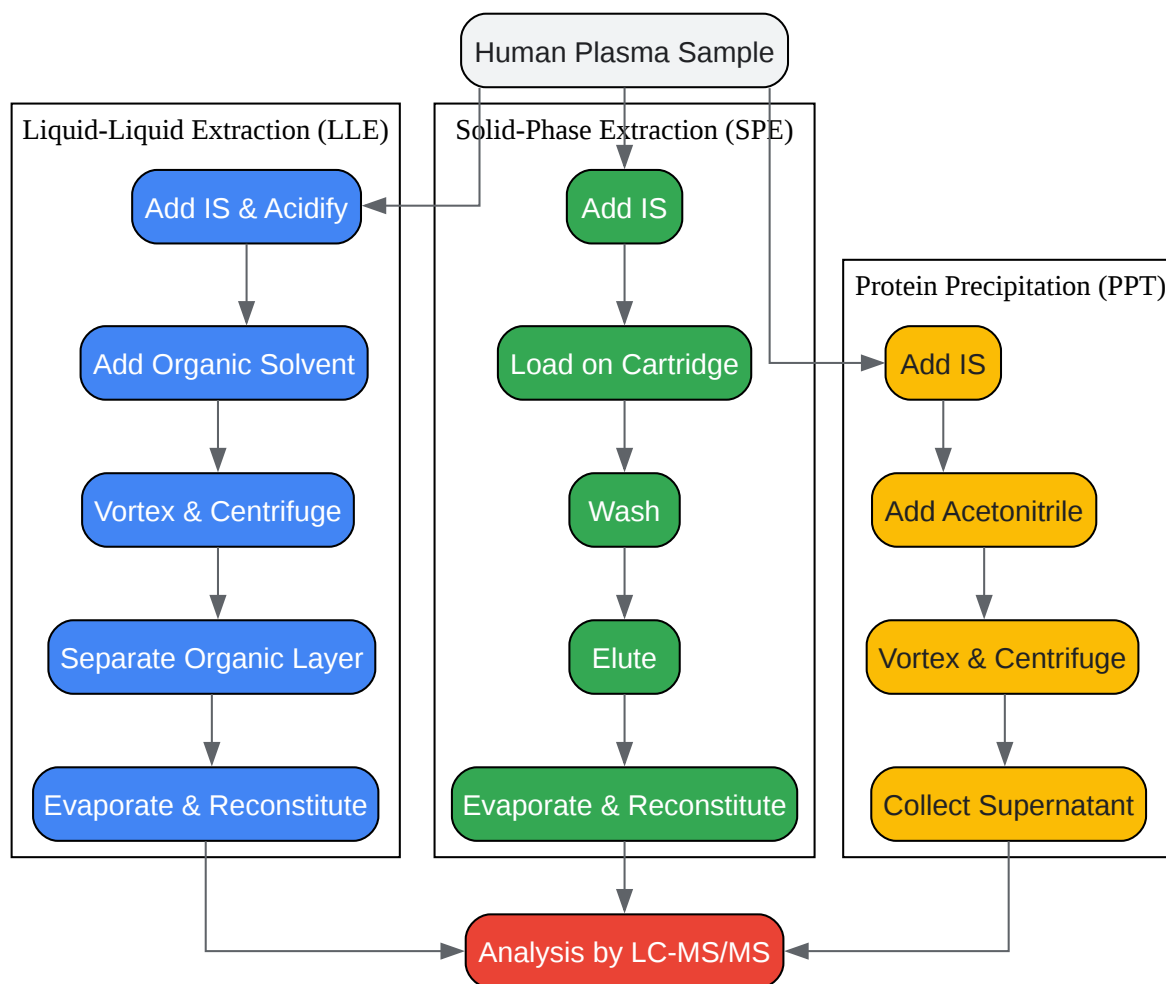 Human Plasma Sample
Liquid-Liquid Extraction (LLE)
Add IS & Acidify
Add Organic Solvent
Vortex & Centrifuge
Separate Organic Layer
Evaporate & Reconstitute
Solid-Phase Extraction (SPE)
Add IS
Load on Cartridge
Wash
Elute
Evaporate & Reconstitute
Protein Precipitation (PPT)
Add IS
Add Acetonitrile
Vortex & Centrifuge
Collect Supernatant
Analysis by LC-MS/MS